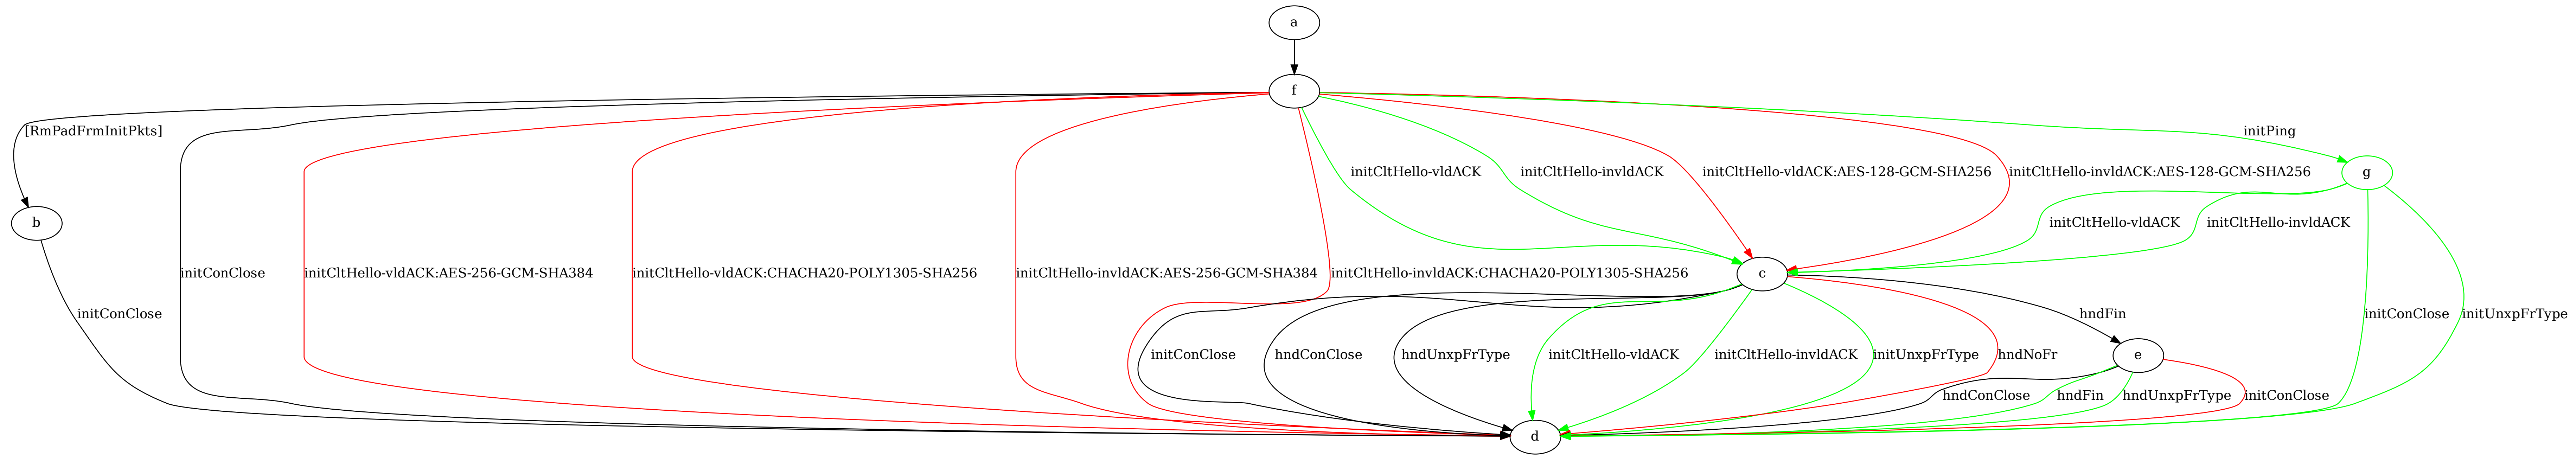 a
f
[RmPadFrmInitPkts]
initPing
initCltHello-vldACK
initCltHello-invldACK
initCltHello-vldACK:AES-128-GCM-SHA256
initCltHello-invldACK:AES-128-GCM-SHA256
g
b
initCltHello-vldACK
initCltHello-invldACK
initConClose
initCltHello-vldACK:AES-256-GCM-SHA384
initCltHello-vldACK:CHACHA20-POLY1305-SHA256
initCltHello-invldACK:AES-256-GCM-SHA384
initCltHello-invldACK:CHACHA20-POLY1305-SHA256
c
initConClose
hndFin
initConClose
initUnxpFrType
initConClose
hndConClose
hndUnxpFrType
initCltHello-vldACK
initCltHello-invldACK
initUnxpFrType
hndNoFr
e
hndConClose
hndFin
hndUnxpFrType
initConClose
d